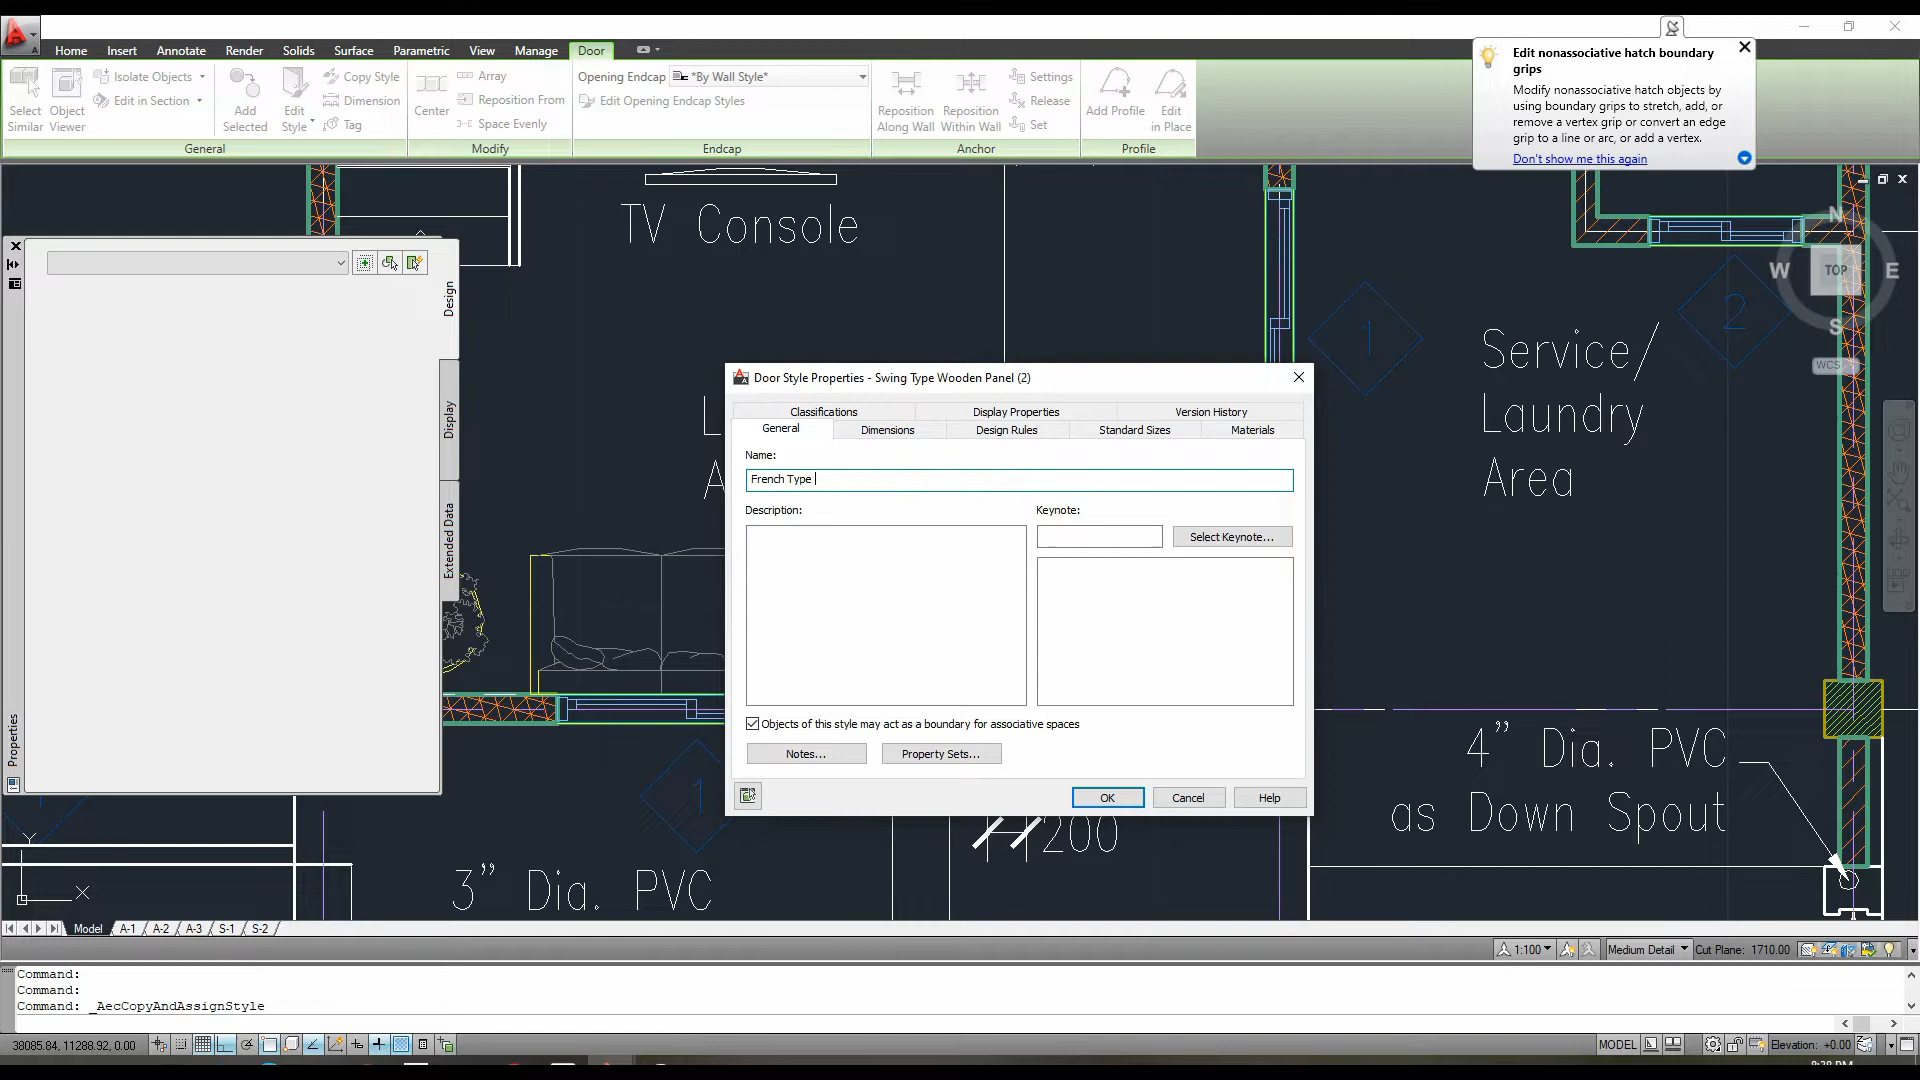 Home Insert Annotate Render Solids Surface Parametric View Manage Door
Select Similar
Object Viewer
Isolate Objects
Edit in Section
Add Selected
Edit Style
Copy Style
Dimension
Tag
General
Center
Array
Reposition From
Space Evenly
Modify
Opening Endcap *By Wall Style*
Edit Opening Endcap Styles
Endcap
Reposition Along Wall
Reposition Within Wall
Settings
Release
Set
Anchor
Add Profile
Edit in Place
Profile
Edit nonassociative hatch boundary
grips
Modify nonassociative hatch objects by
using boundary grips to stretch, add, or
remove a vertex grip or convert an edge
grip to a line or arc, or add a vertex.
Don't show me this again
TV Console
N
W TOP E
S
WCS
Design
Display
Extended Data
Properties
1
2
Service/
Laundry
Area
L
A
Door Style Properties - Swing Type Wooden Panel (2)
Classifications Display Properties Version History
General Dimensions Design Rules Standard Sizes Materials
Name:
French Type
Description: Keynote:
Select Keynote...
Objects of this style may act as a boundary for associative spaces
Notes... Property Sets...
OK Cancel Help
1
200
4" Dia. PVC
as Down Spout
3" Dia. PVC
Y
X
Model A-1 A-2 A-3 S-1 S-2
1:100 Medium Detail Cut Plane: 1710.00
Command:
Command:
Command: _AecCopyAndAssignStyle
38085.84, 11288.92, 0.00 MODEL Elevation: +0.00